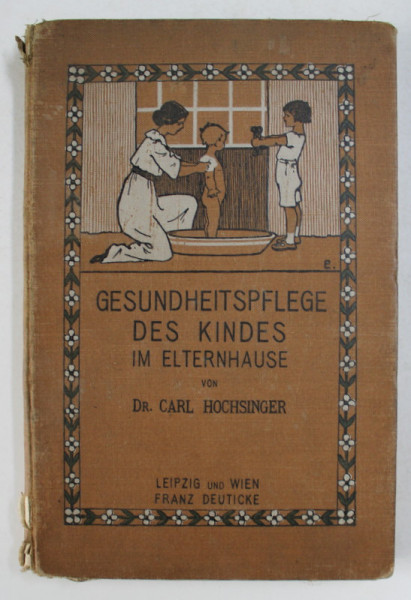 E.
GESUNDHEITSPFLEGE
DES KINDES
IM ELTERNHAUSE
VON
DR. CARL HOCHSINGER
LEIPZIG UND WIEN
FRANZ DEUTICKE